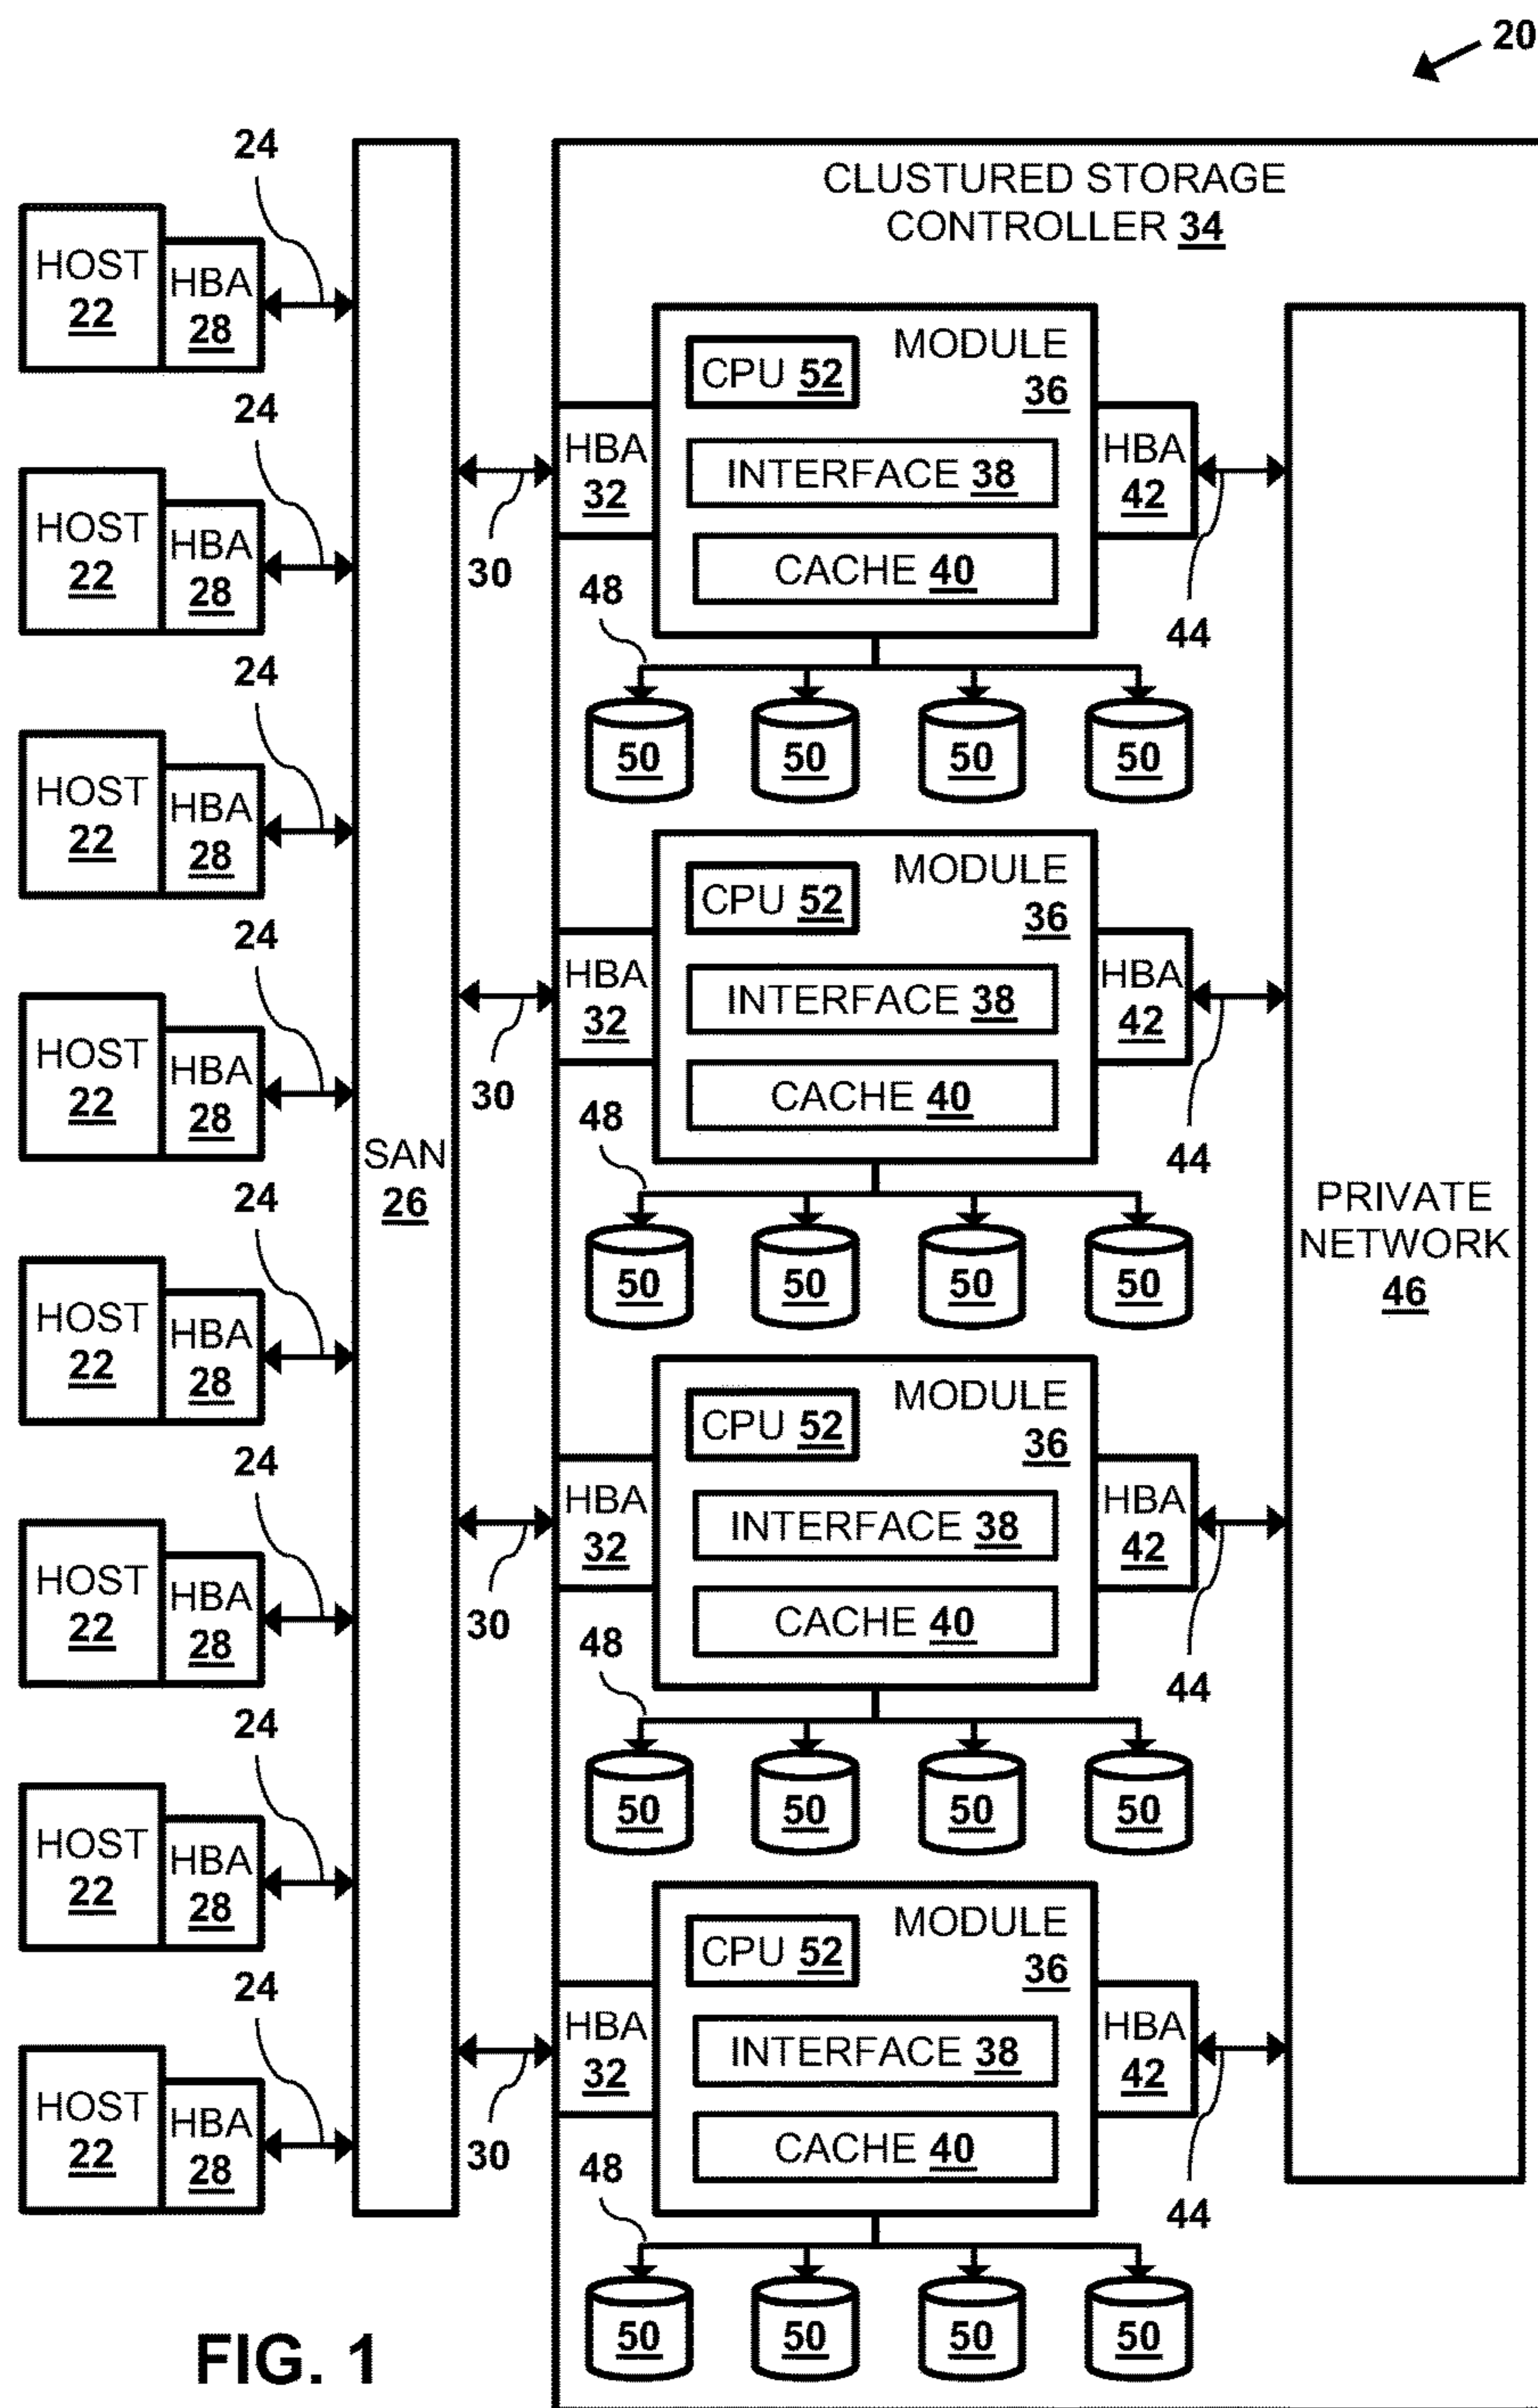 20
24
HOST
22
HBA
28
24
HOST
22
HBA
28
24
HOST
22
HBA
28
24
HOST
22
HBA
28
24
HOST
22
HBA
28
24
HOST
22
HBA
28
24
HOST
22
HBA
28
24
HOST
22
HBA
28
SAN
26
CLUSTURED STORAGE
CONTROLLER 34
30
HBA
32
MODULE
36
CPU 52
INTERFACE 38
CACHE 40
HBA
42
44
48
50
50
50
50
30
HBA
32
MODULE
36
CPU 52
INTERFACE 38
CACHE 40
HBA
42
44
48
50
50
50
50
30
HBA
32
MODULE
36
CPU 52
INTERFACE 38
CACHE 40
HBA
42
44
48
50
50
50
50
30
HBA
32
MODULE
36
CPU 52
INTERFACE 38
CACHE 40
HBA
42
44
48
50
50
50
50
PRIVATE
NETWORK
46
FIG. 1